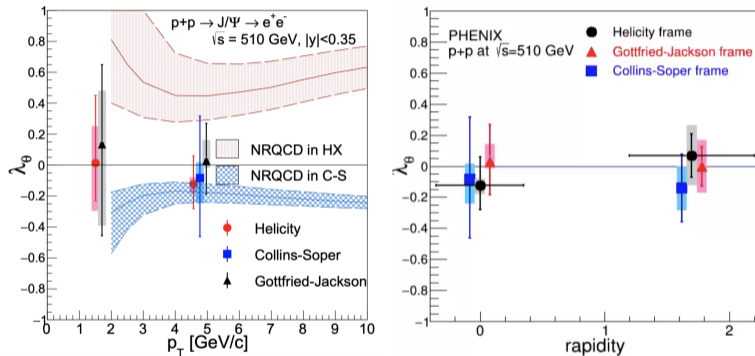 p+p → J/Ψ → e⁺e⁻
√s = 510 GeV, |y|<0.35
1
0.8
0.6
0.4
0.2
0
−0.2
−0.4
−0.6
−0.8
−1
λθ
NRQCD in HX
NRQCD in C-S
Helicity
Collins-Soper
Gottfried-Jackson
0 1 2 3 4 5 6 7 8 9 10
p_T [GeV/c]
PHENIX
p+p at √s=510 GeV
Helicity frame
Gottfried-Jackson frame
Collins-Soper frame
1
0.8
0.6
0.4
0.2
0
−0.2
−0.4
−0.6
−0.8
−1
λθ
0 1 2
rapidity